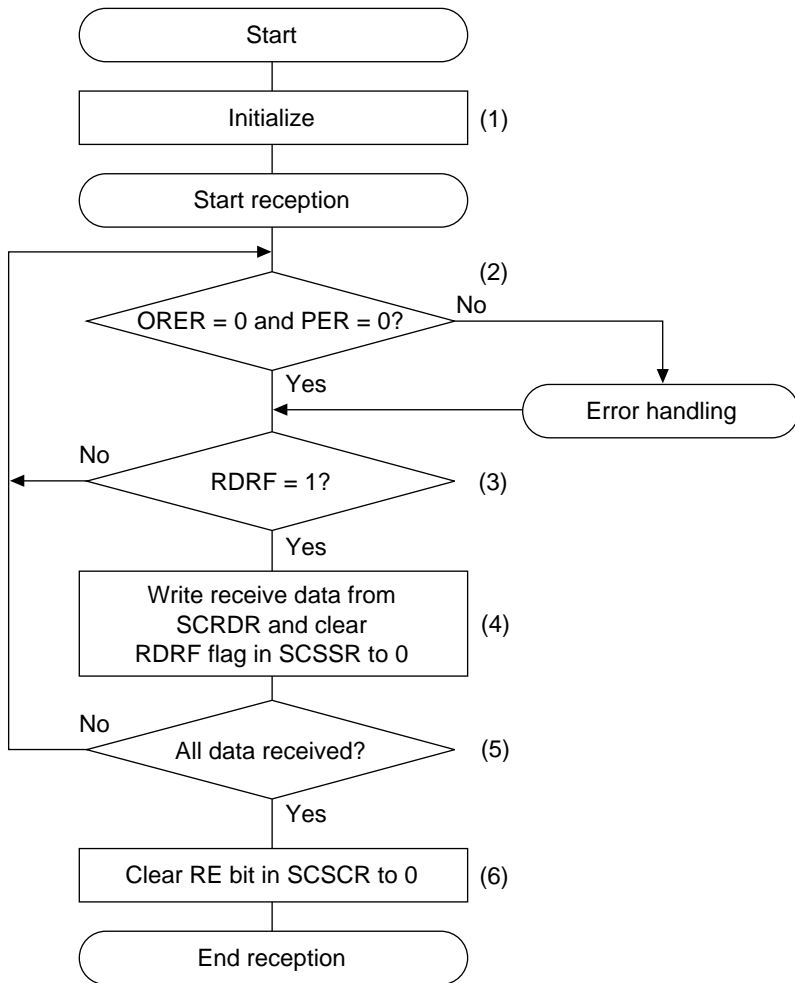 Start
Initialize
(1)
Start reception
(2)
ORER = 0 and PER = 0?
No
Yes
Error handling
No
RDRF = 1?
(3)
Yes
Write receive data from
SCRDR and clear
RDRF flag in SCSSR to 0
(4)
No
All data received?
(5)
Yes
Clear RE bit in SCSCR to 0
(6)
End reception